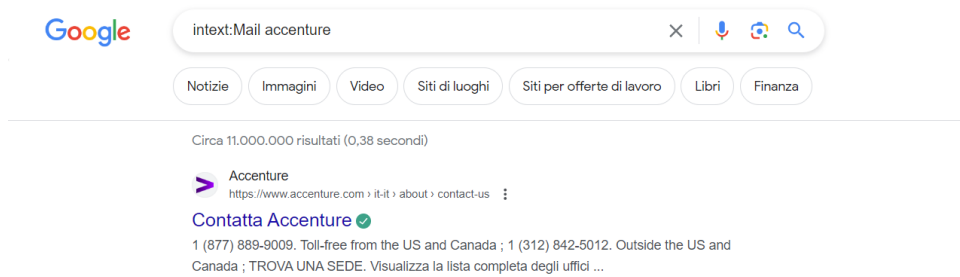 Google
intext:Mail accenture
Notizie Immagini Video Siti di luoghi Siti per offerte di lavoro Libri Finanza
Circa 11.000.000 risultati (0,38 secondi)
Accenture
https://www.accenture.com › it-it › about › contact-us
Contatta Accenture
1 (877) 889-9009. Toll-free from the US and Canada ; 1 (312) 842-5012. Outside the US and
Canada ; TROVA UNA SEDE. Visualizza la lista completa degli uffici ...